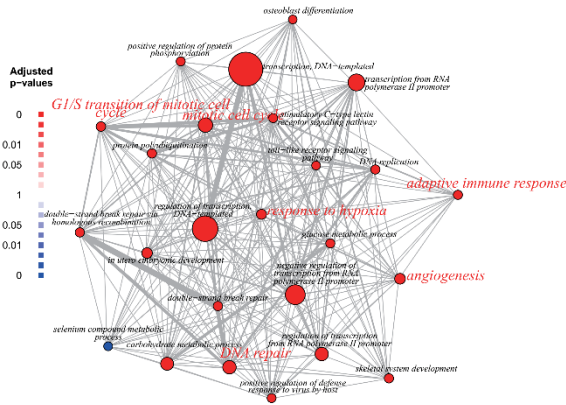 osteoblast differentiation
positive regulation of protein
phosphorylation
transcription, DNA-templated
transcription from RNA
polymerase II promoter
Adjusted
p-values
0
0.01
0.05
1
0.05
0.01
0
G1/S transition of mitotic cell
cycle
mitotic cell cycle
stimulatory C-type lectin
receptor signaling pathway
protein polyubiquitination
toll-like receptor signaling
pathway
DNA replication
adaptive immune response
double-strand break repair via
homologous recombination
regulation of transcription,
DNA-templated
response to hypoxia
glucose metabolic process
in utero embryonic development
negative regulation of
transcription from RNA
polymerase II promoter
angiogenesis
double-strand break repair
selenium compound metabolic
process
carbohydrate metabolic process
DNA repair
regulation of transcription
from RNA polymerase II promoter
skeletal system development
positive regulation of defense
response to virus by host